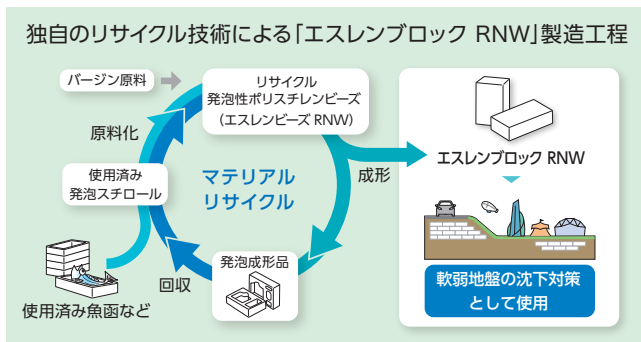 独自のリサイクル技術による「エスレンブロック RNW」製造工程
バージン原料
リサイクル
発泡性ポリスチレンビーズ
（エスレンビーズ RNW）
原料化
使用済み
発泡スチロール
マテリアル
リサイクル
成形
エスレンブロック RNW
発泡成形品
回収
使用済み魚函など
軟弱地盤の沈下対策
として使用